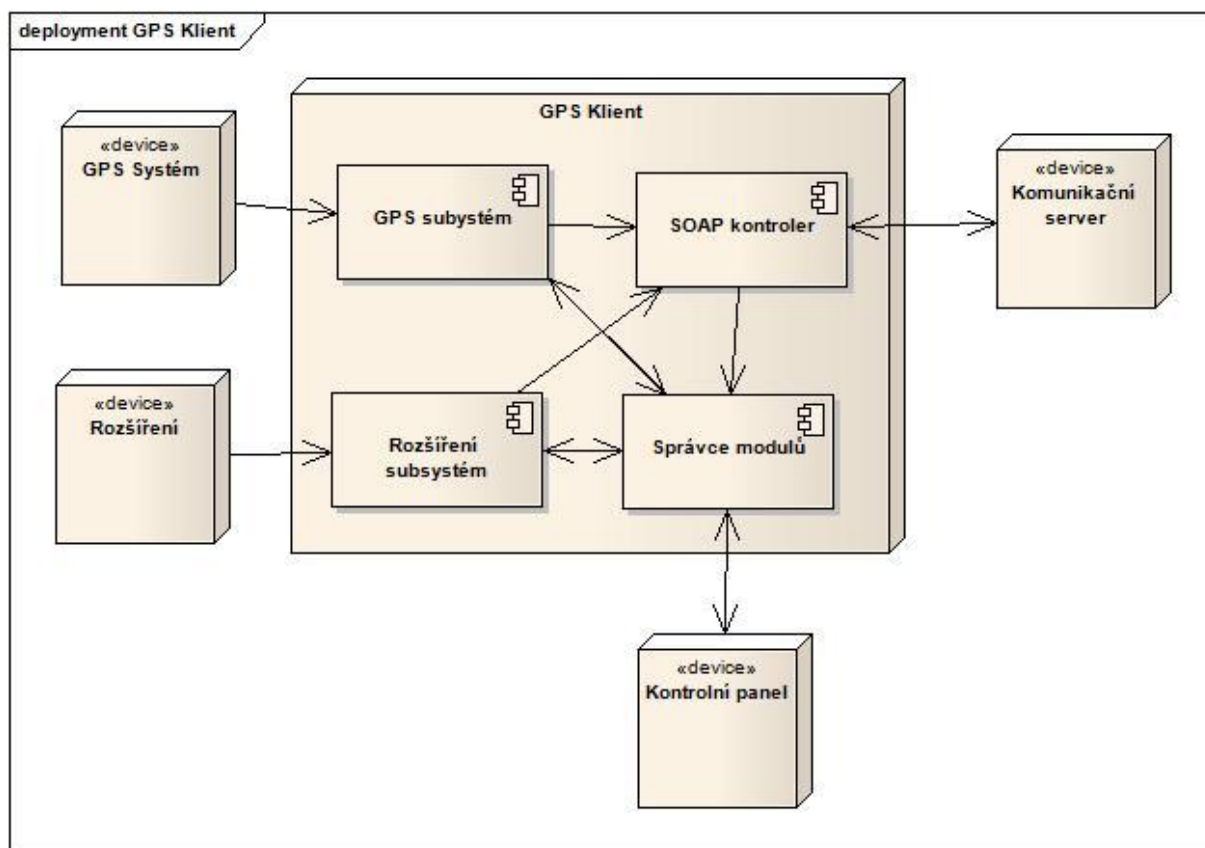 deployment GPS Klient
GPS Klient
«device»
GPS Systém
GPS subystém
SOAP kontroler
«device»
Komunikační
server
«device»
Rozšíření
Rozšíření
subsystém
Správce modulů
«device»
Kontrolní panel